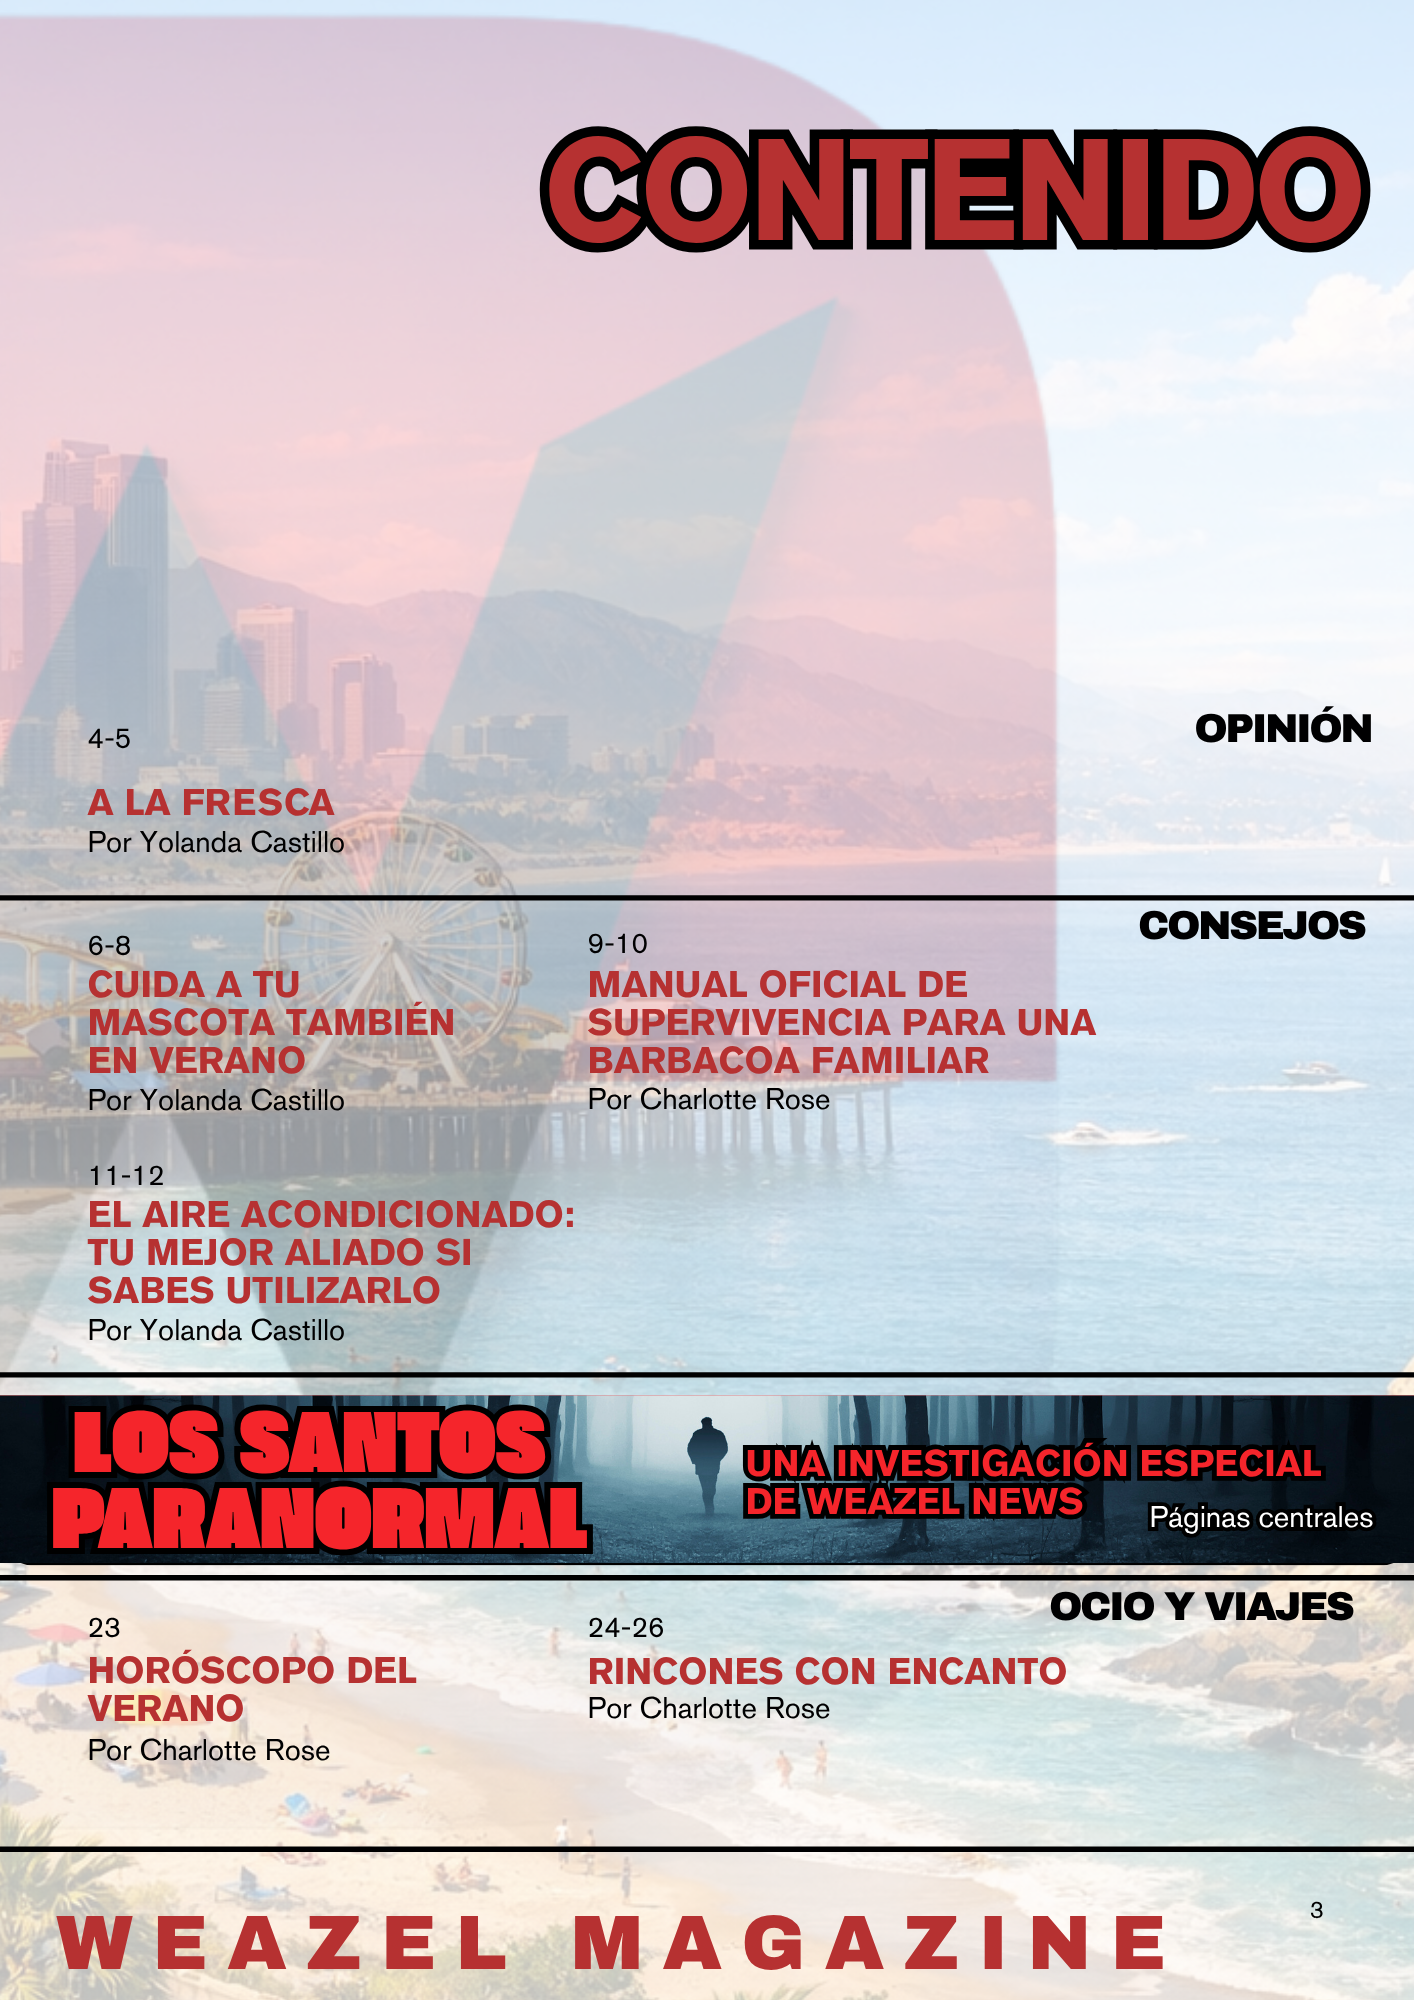 CONTENIDO
OPINIÓN
4-5
A LA FRESCA
Por Yolanda Castillo
CONSEJOS
6-8
CUIDA A TU
MASCOTA TAMBIÉN
EN VERANO
Por Yolanda Castillo
9-10
MANUAL OFICIAL DE
SUPERVIVENCIA PARA UNA
BARBACOA FAMILIAR
Por Charlotte Rose
11-12
EL AIRE ACONDICIONADO:
TU MEJOR ALIADO SI
SABES UTILIZARLO
Por Yolanda Castillo
LOS SANTOS
PARANORMAL
UNA INVESTIGACIÓN ESPECIAL
DE WEAZEL NEWS
Páginas centrales
OCIO Y VIAJES
23
HORÓSCOPO DEL
VERANO
Por Charlotte Rose
24-26
RINCONES CON ENCANTO
Por Charlotte Rose
3
WEAZEL MAGAZINE